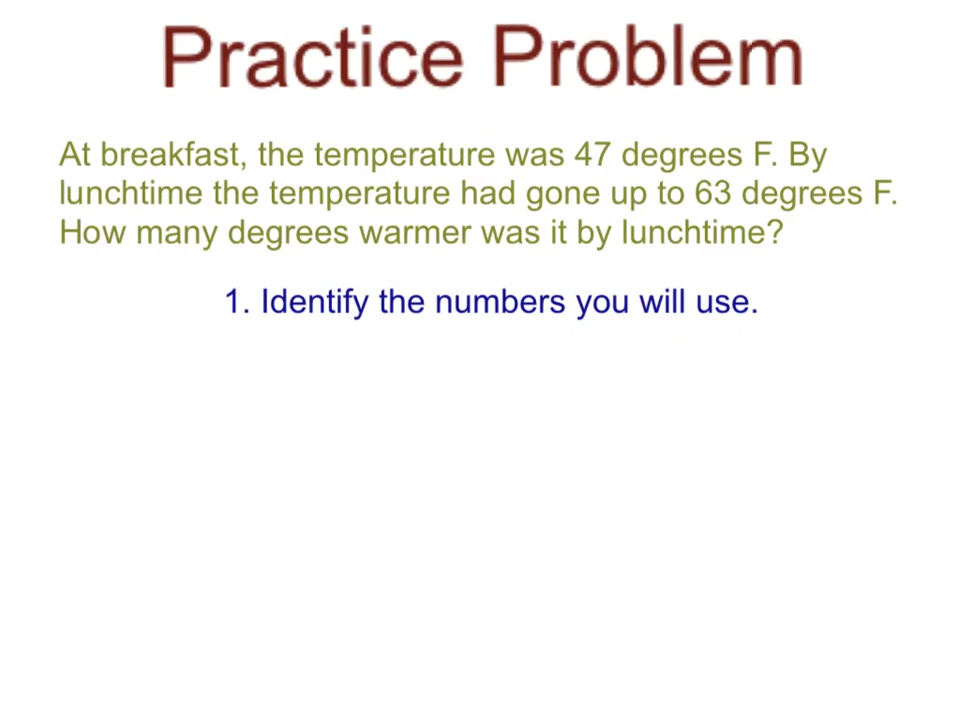 Practice Problem
At breakfast, the temperature was 47 degrees F. By
lunchtime the temperature had gone up to 63 degrees F.
How many degrees warmer was it by lunchtime?
1. Identify the numbers you will use.